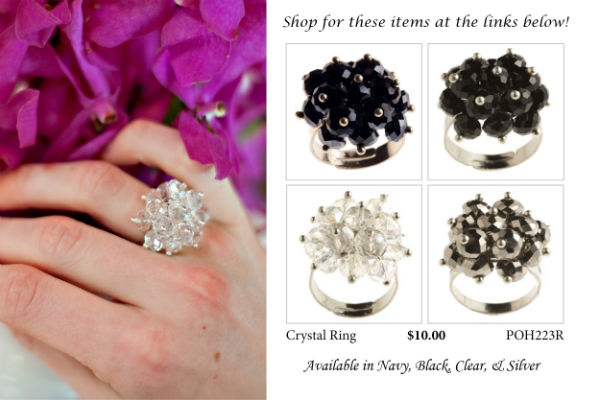 Shop for these items at the links below!
Crystal Ring $10.00 POH223R
Available in Navy, Black, Clear, & Silver